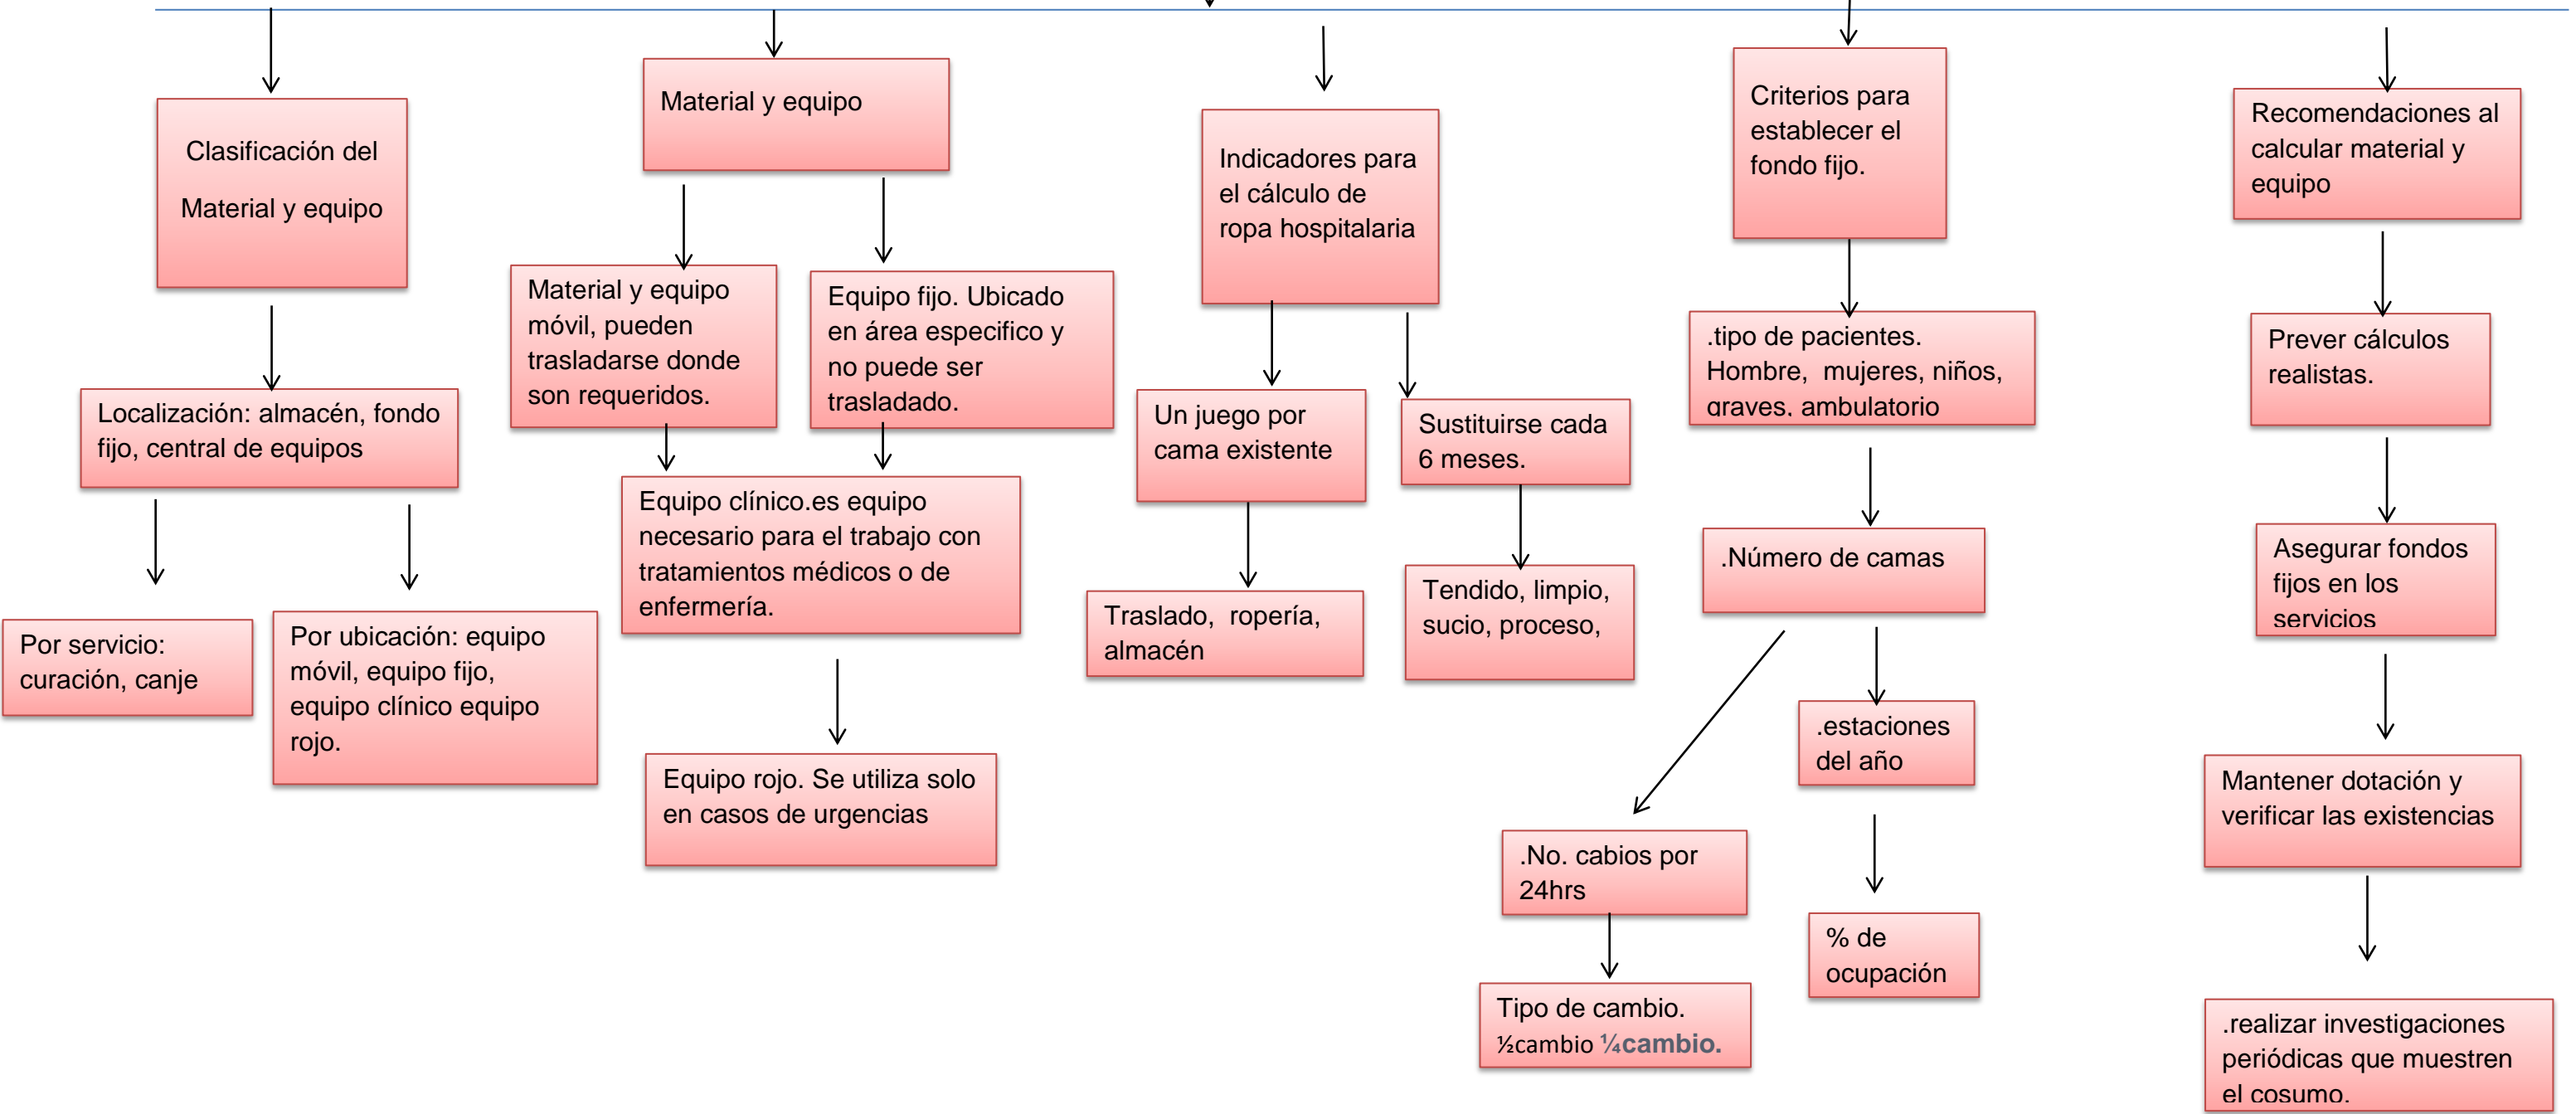 Clasificación del
Material y equipo
Localización: almacén, fondo
fijo, central de equipos
Por servicio:
curación, canje
Por ubicación: equipo
móvil, equipo fijo,
equipo clínico equipo
rojo.
Material y equipo
Material y equipo
móvil, pueden
trasladarse donde
son requeridos.
Equipo fijo. Ubicado
en área especifico y
no puede ser
trasladado.
Equipo clínico.es equipo
necesario para el trabajo con
tratamientos médicos o de
enfermería.
Equipo rojo. Se utiliza solo
en casos de urgencias
Indicadores para
el cálculo de
ropa hospitalaria
Un juego por
cama existente
Traslado, ropería,
almacén
Sustituirse cada
6 meses.
Tendido, limpio,
sucio, proceso,
Criterios para
establecer el
fondo fijo.
.tipo de pacientes.
Hombre, mujeres, niños,
graves, ambulatorio
.Número de camas
.No. cabios por
24hrs
Tipo de cambio.
½cambio ¼cambio.
.estaciones
del año
% de
ocupación
Recomendaciones al
calcular material y
equipo
Prever cálculos
realistas.
Asegurar fondos
fijos en los
servicios
Mantener dotación y
verificar las existencias
.realizar investigaciones
periódicas que muestren
el cosumo.